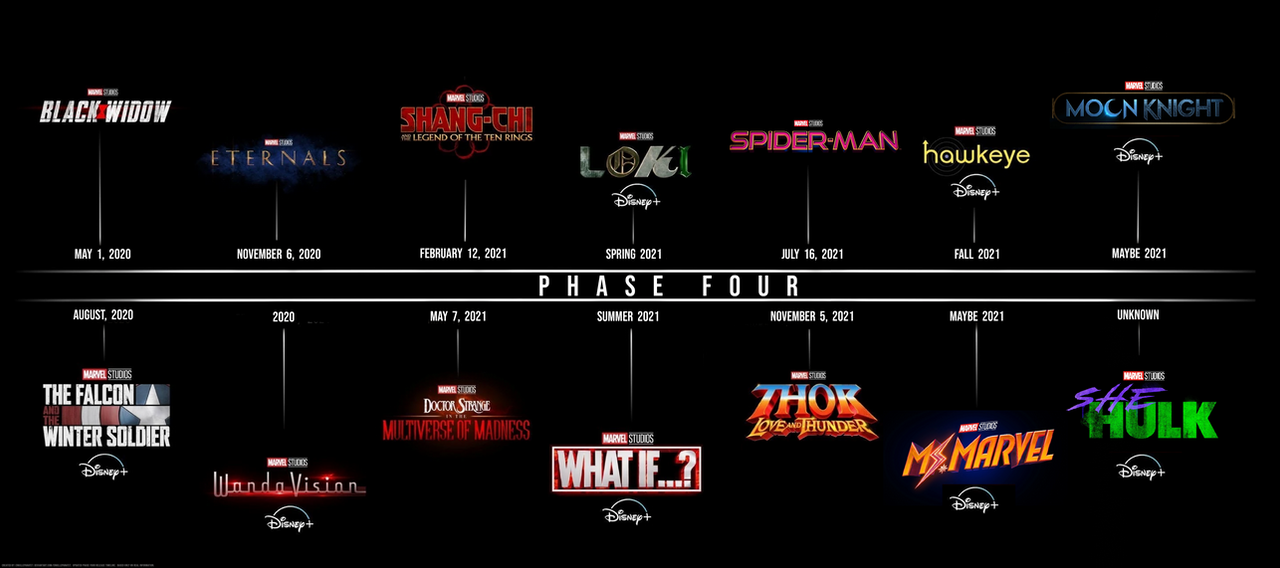 MARVEL STUDIOS
BLACK WIDOW
MAY 1, 2020
MARVEL STUDIOS
ETERNALS
NOVEMBER 6, 2020
MARVEL STUDIOS
SHANG-CHI
AND THE LEGEND OF THE TEN RINGS
FEBRUARY 12, 2021
MARVEL STUDIOS
LOKI
Disney+
SPRING 2021
MARVEL STUDIOS
SPIDER-MAN
JULY 16, 2021
MARVEL STUDIOS
hawkeye
Disney+
FALL 2021
MARVEL STUDIOS
MOON KNIGHT
Disney+
MAYBE 2021
PHASE FOUR
AUGUST, 2020
MARVEL STUDIOS
THE FALCON
AND THE
WINTER SOLDIER
Disney+
2020
MARVEL STUDIOS
WandaVision
Disney+
MAY 7, 2021
MARVEL STUDIOS
DOCTOR STRANGE
IN THE
MULTIVERSE OF MADNESS
SUMMER 2021
MARVEL STUDIOS
WHAT IF...?
Disney+
NOVEMBER 5, 2021
MARVEL STUDIOS
THOR
LOVE AND THUNDER
MAYBE 2021
MARVEL STUDIOS
MS. MARVEL
Disney+
UNKNOWN
MARVEL STUDIOS
SHE
HULK
Disney+